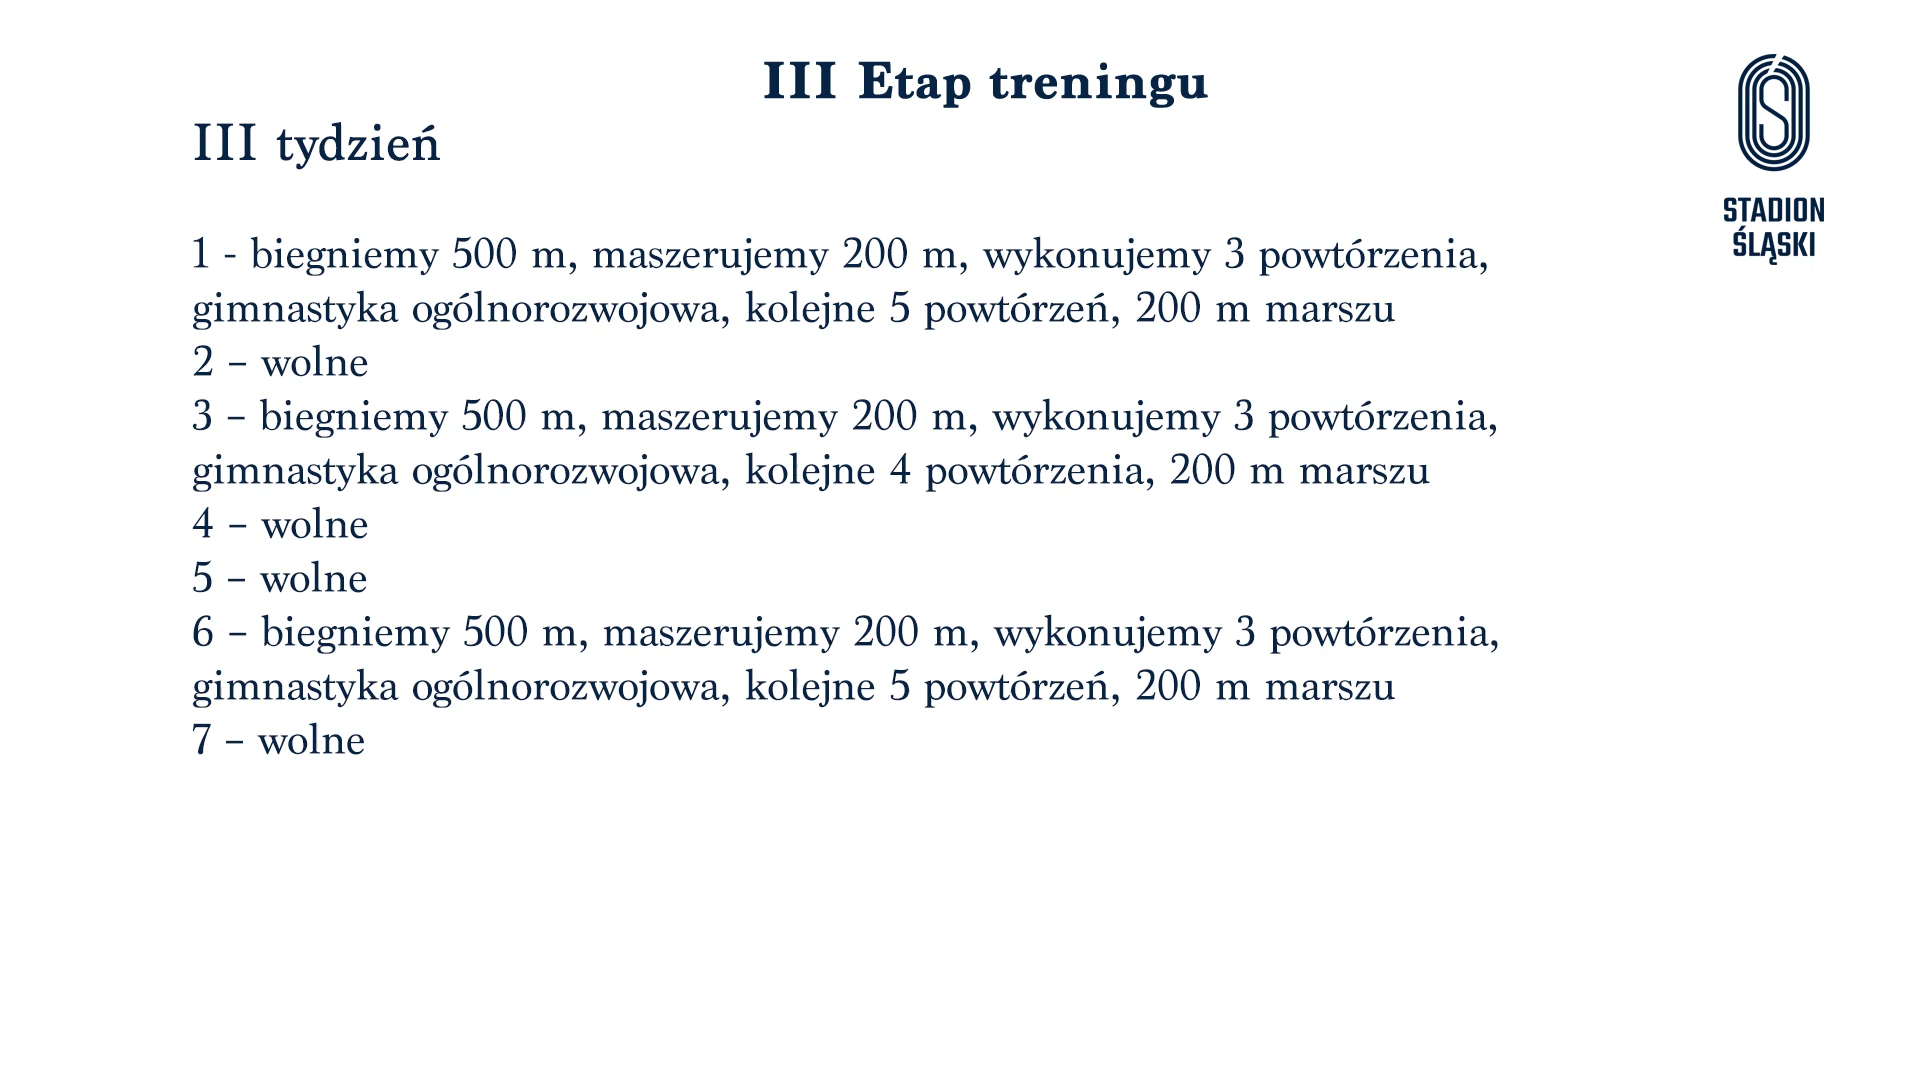 III Etap treningu
III tydzień
STADION
ŚLĄSKI
1 - biegniemy 500 m, maszerujemy 200 m, wykonujemy 3 powtórzenia,
gimnastyka ogólnorozwojowa, kolejne 5 powtórzeń, 200 m marszu
2 – wolne
3 – biegniemy 500 m, maszerujemy 200 m, wykonujemy 3 powtórzenia,
gimnastyka ogólnorozwojowa, kolejne 4 powtórzenia, 200 m marszu
4 – wolne
5 – wolne
6 – biegniemy 500 m, maszerujemy 200 m, wykonujemy 3 powtórzenia,
gimnastyka ogólnorozwojowa, kolejne 5 powtórzeń, 200 m marszu
7 – wolne